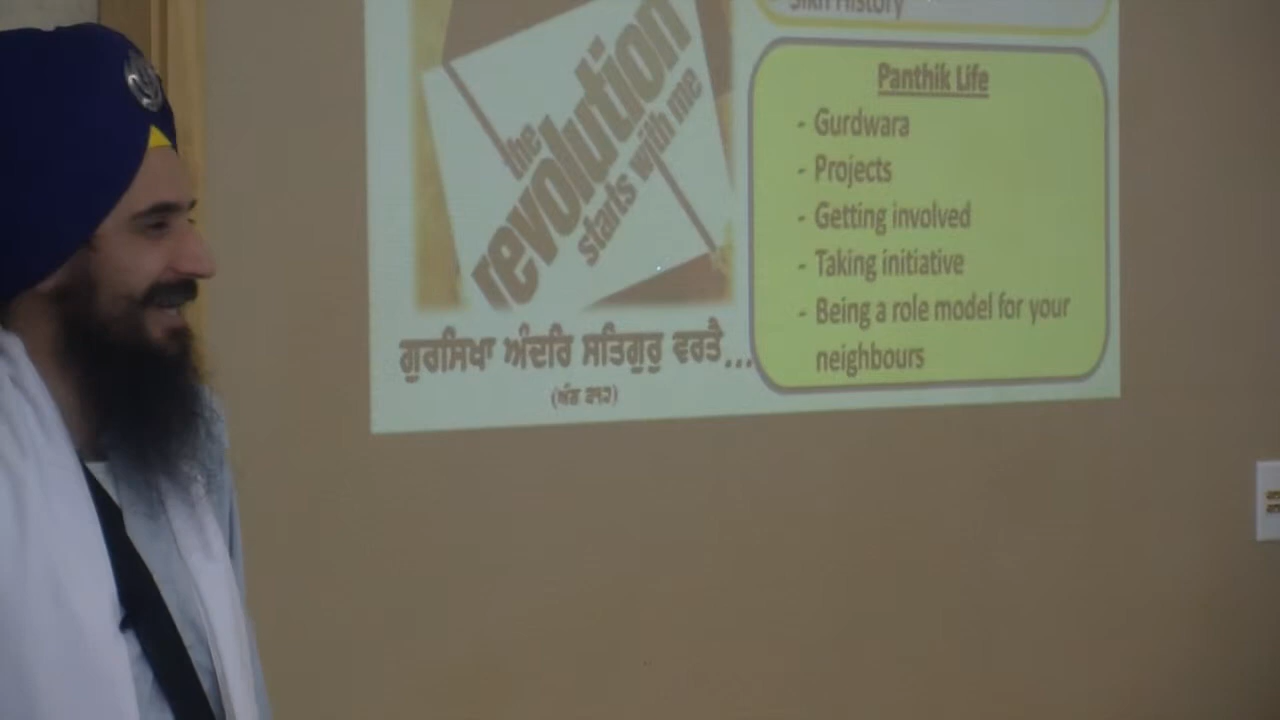 Sikh History
the
revolution
starts with me
ਗੁਰਸਿਖਾ ਅੰਦਰਿ ਸਤਿਗੁਰੁ ਵਰਤੈ...
(ਅੰਗ ੩੧੨)
Panthik Life
- Gurdwara
- Projects
- Getting involved
- Taking initiative
- Being a role model for your
neighbours